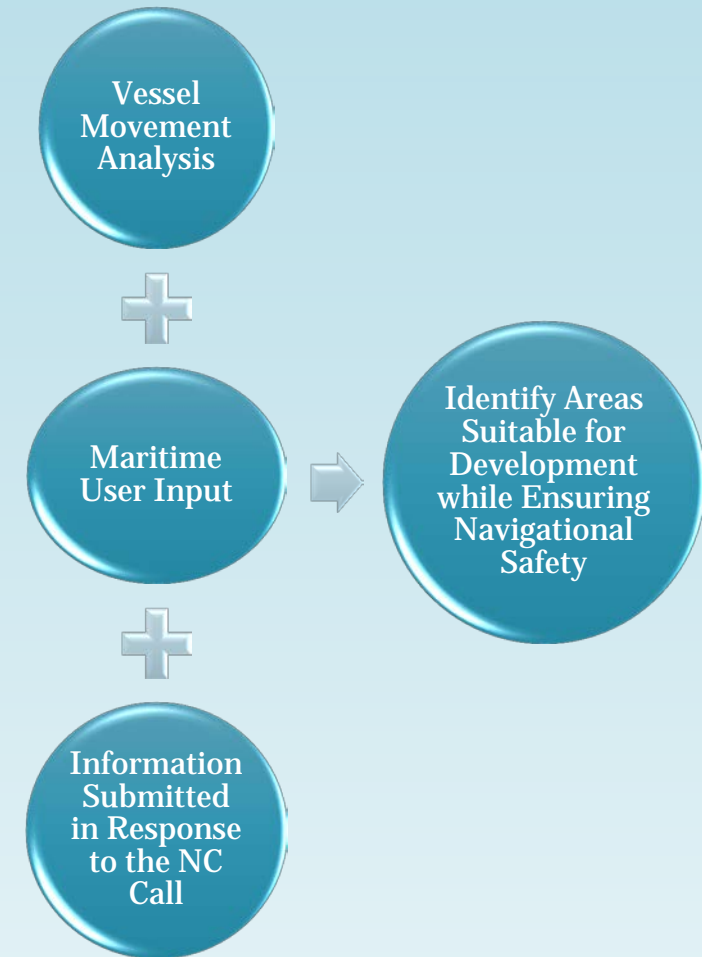 Vessel
Movement
Analysis
Maritime
User Input
Information
Submitted
in Response
to the NC
Call
Identify Areas
Suitable for
Development
while Ensuring
Navigational
Safety